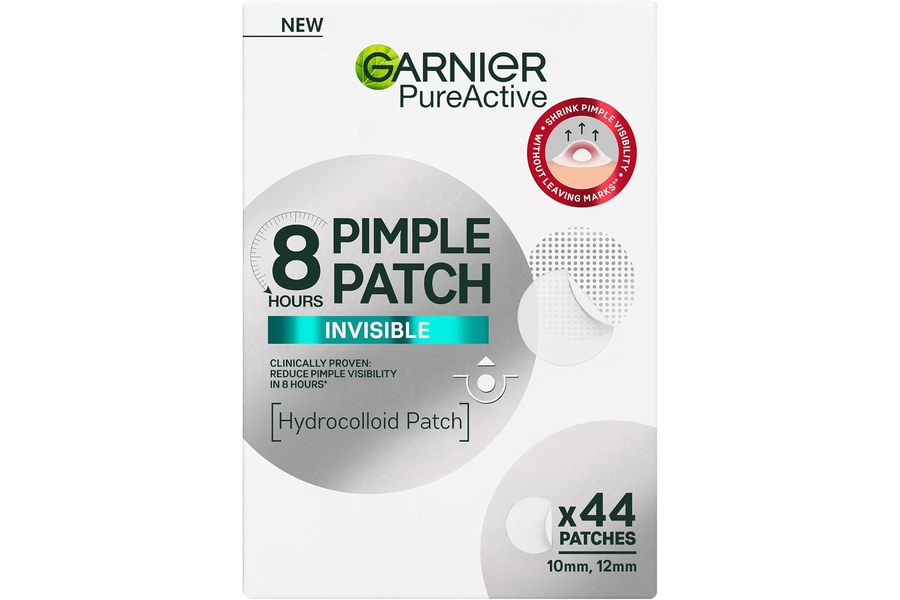 NEW
GARNIER
PureActive
• SHRINK PIMPLE VISIBILITY •
WITHOUT LEAVING MARKS**
8
HOURS
PIMPLE
PATCH
INVISIBLE
CLINICALLY PROVEN:
REDUCE PIMPLE VISIBILITY
IN 8 HOURS*
[Hydrocolloid Patch]
x44
PATCHES
10mm, 12mm